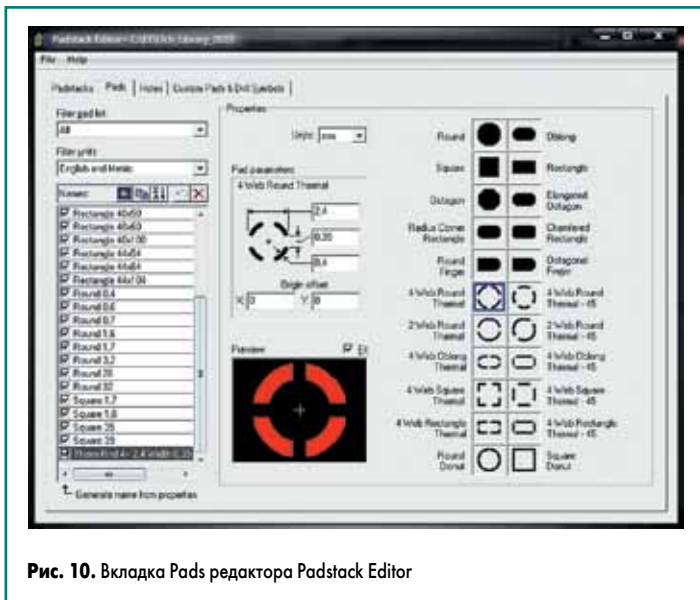 Padstack Editor -
File Help
Padstacks Pads Holes Custom Pads & Drill Symbols
Filter pad list:
All
Filter units:
English and Metric
Names:
Rectangle 40x60
Rectangle 40x100
Rectangle 44x64
Rectangle 44x104
Round 0,4
Round 0,6
Round 0,7
Round 1,6
Round 1,7
Round 3,2
Round 28
Round 32
Square 1,7
Square 1,8
Square 35
Square 39
Generate name from properties
Properties
Units: mm
Pad parameters
4 Web Round Thermal
2,4
0,35
0,4
Origin offset
X: 0 Y: 0
Preview Fit
Round Oblong
Square Rectangle
Octagon Elongated Octagon
Radius Corner Rectangle Chamfered Rectangle
Round Finger Octagonal Finger
4 Web Round Thermal 4 Web Round Thermal - 45
2 Web Round Thermal 2 Web Round Thermal - 45
4 Web Oblong Thermal 4 Web Oblong Thermal - 45
4 Web Square Thermal 4 Web Square Thermal - 45
4 Web Rectangle Thermal 4 Web Rectangle Thermal - 45
Round Donut Square Donut
Рис. 10. Вкладка Pads редактора Padstack Editor